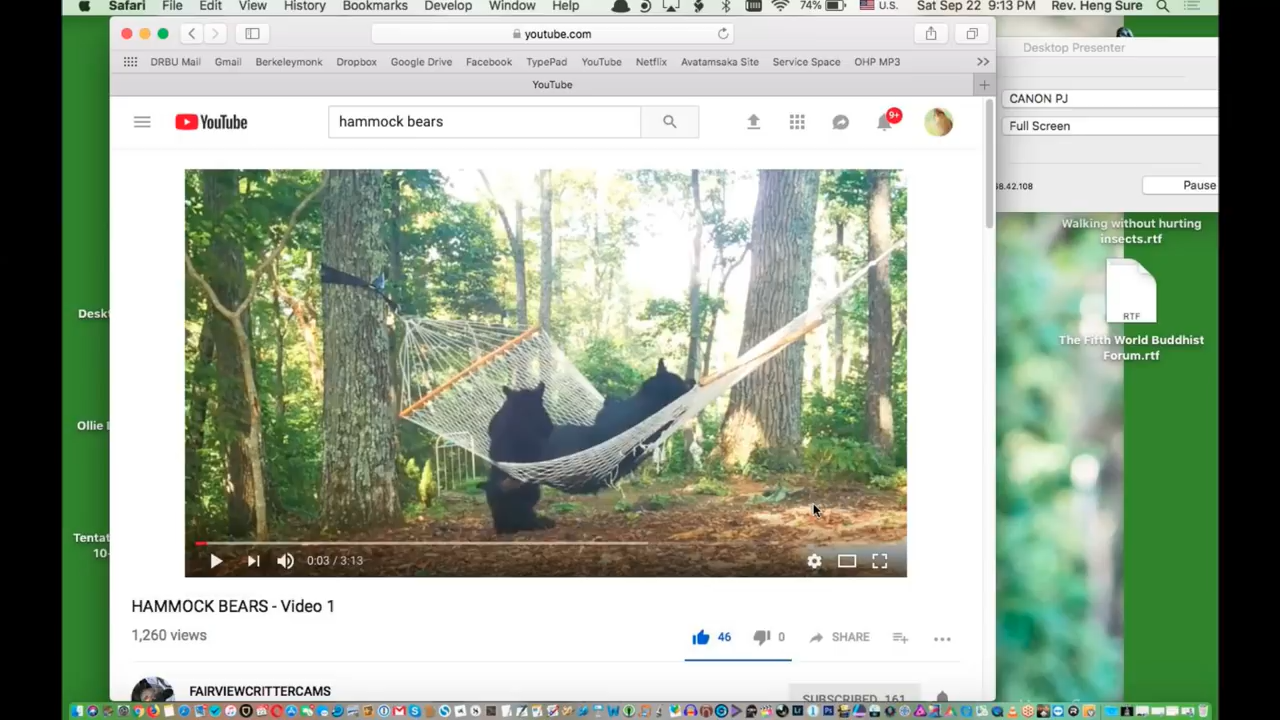 Safari File Edit View History Bookmarks Develop Window Help 74% U.S. Sat Sep 22 9:13 PM Rev. Heng Sure
youtube.com
Desktop Presenter
DRBU Mail Gmail Berkeleymonk Dropbox Google Drive Facebook TypePad YouTube Netflix Avatamsaka Site Service Space OHP MP3
YouTube
CANON PJ
YouTube
hammock bears
9+
Full Screen
Pause
Walking without hurting
insects.rtf
RTF
The Fifth World Buddhist
Forum.rtf
0:03 / 3:13
HAMMOCK BEARS - Video 1
1,260 views
46 0 SHARE
FAIRVIEWCRITTERCAMS
SUBSCRIBED 161